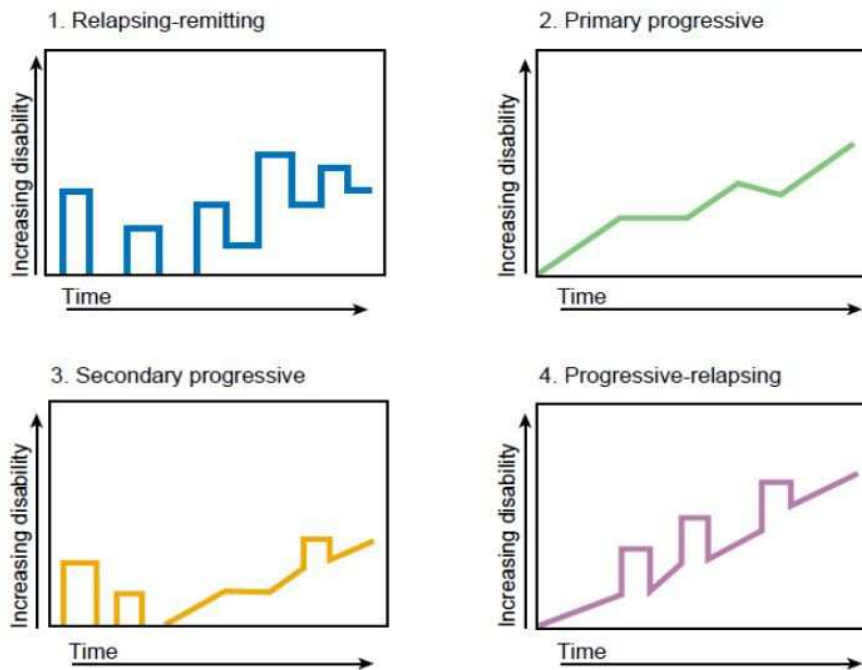 1. Relapsing-remitting
Increasing disability
Time
2. Primary progressive
Increasing disability
Time
3. Secondary progressive
Increasing disability
Time
4. Progressive-relapsing
Increasing disability
Time